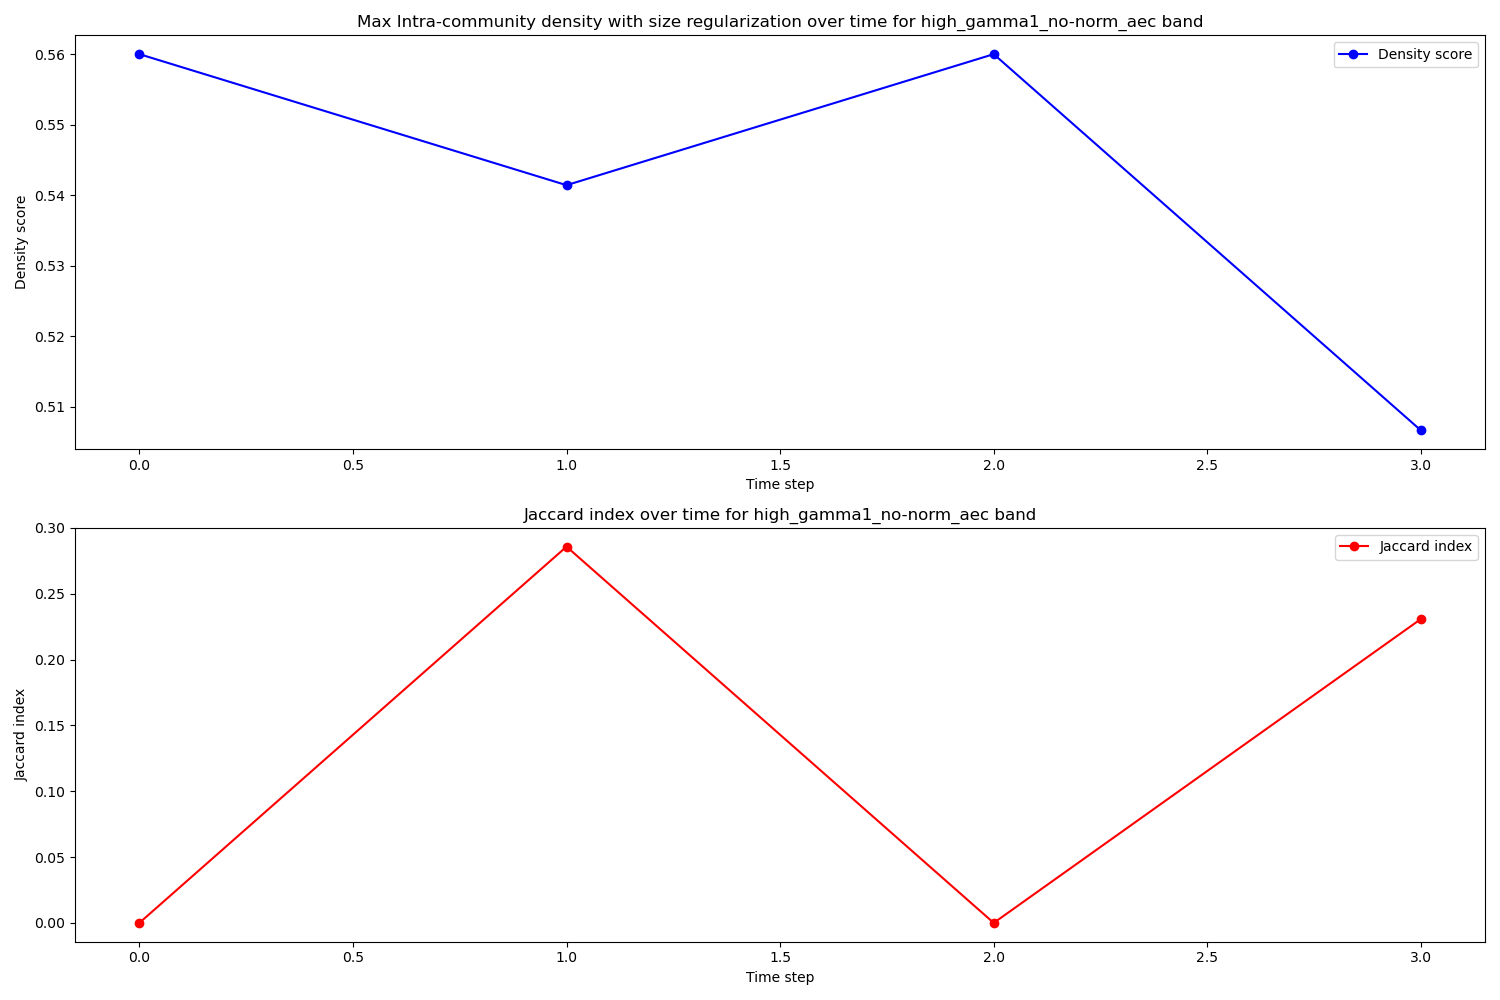 Max Intra-community density with size regularization over time for high_gamma1_no-norm_aec band
Density score
0.56
0.55
0.54
0.53
0.52
0.51
Density score
0.0 0.5 1.0 1.5 2.0 2.5 3.0
Time step
Jaccard index over time for high_gamma1_no-norm_aec band
Jaccard index
0.30
0.25
0.20
0.15
0.10
0.05
0.00
Jaccard index
0.0 0.5 1.0 1.5 2.0 2.5 3.0
Time step